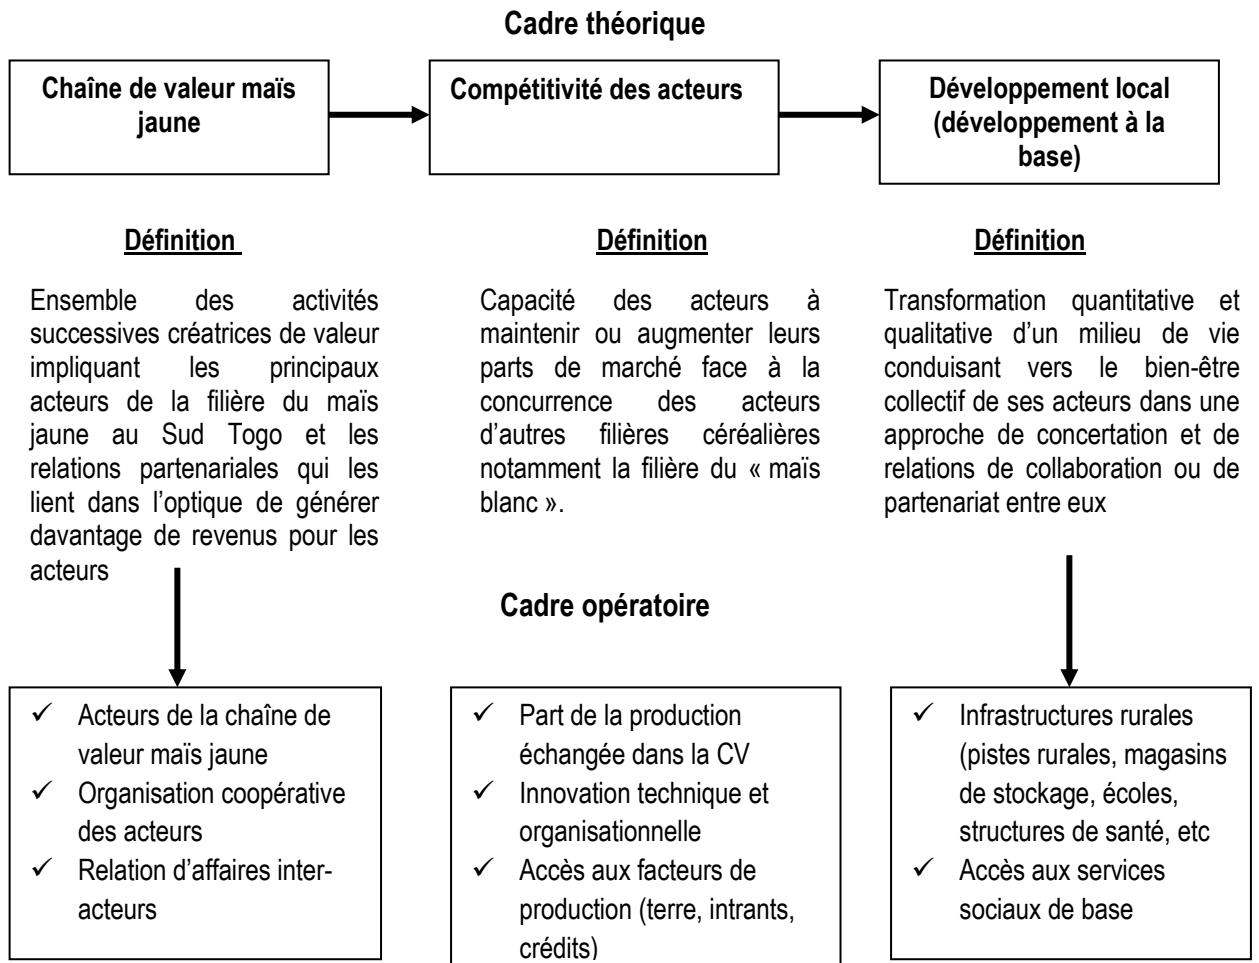 Cadre théorique
Chaîne de valeur maïs
jaune
Compétitivité des acteurs
Développement local
(développement à la
base)
Définition
Ensemble des activités
successives créatrices de valeur
impliquant les principaux
acteurs de la filière du maïs
jaune au Sud Togo et les
relations partenariales qui les
lient dans l’optique de générer
davantage de revenus pour les
acteurs
Définition
Capacité des acteurs à
maintenir ou augmenter leurs
parts de marché face à la
concurrence des acteurs
d’autres filières céréalières
notamment la filière du « maïs
blanc ».
Définition
Transformation quantitative et
qualitative d’un milieu de vie
conduisant vers le bien-être
collectif de ses acteurs dans une
approche de concertation et de
relations de collaboration ou de
partenariat entre eux
Cadre opératoire
✓ Acteurs de la chaîne de
valeur maïs jaune
✓ Organisation coopérative
des acteurs
✓ Relation d’affaires inter-
acteurs
✓ Part de la production
échangée dans la CV
✓ Innovation technique et
organisationnelle
✓ Accès aux facteurs de
production (terre, intrants,
crédits)
✓ Infrastructures rurales
(pistes rurales, magasins
de stockage, écoles,
structures de santé, etc
✓ Accès aux services
sociaux de base